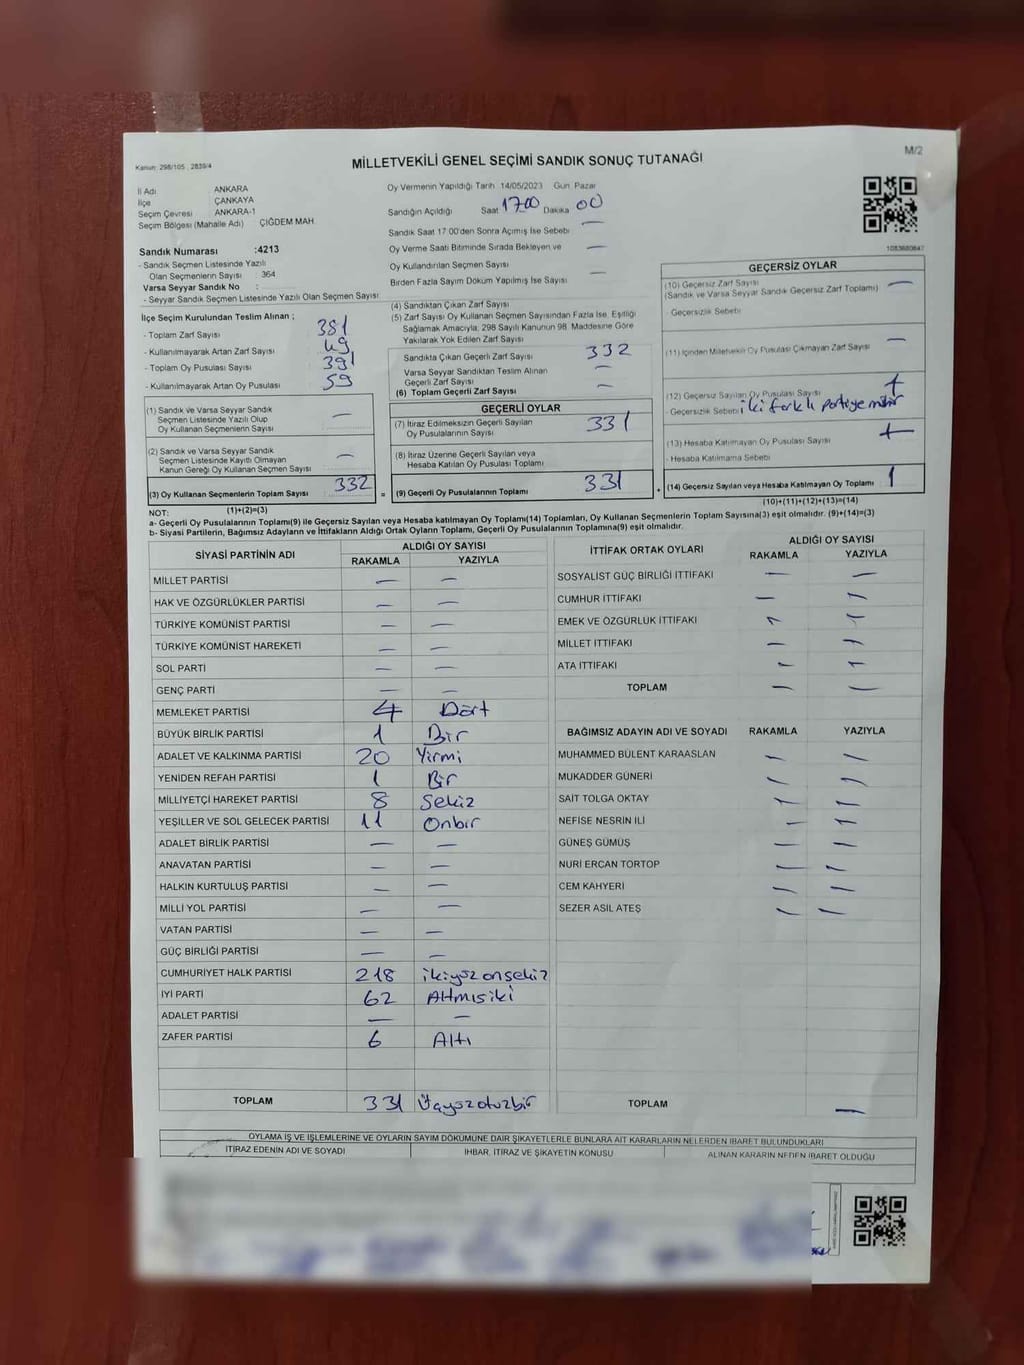 Kanun: 298/105 , 2839/4
MİLLETVEKİLİ GENEL SEÇİMİ SANDIK SONUÇ TUTANAĞI
M/2
İl Adı ANKARA
İlçe ÇANKAYA
Seçim Çevresi ANKARA-1
Seçim Bölgesi (Mahalle Adı) ÇİĞDEM MAH.
Sandık Numarası :4213
- Sandık Seçmen Listesinde Yazılı
Olan Seçmenlerin Sayısı : 364
Varsa Seyyar Sandık No :
- Seyyar Sandık Seçmen Listesinde Yazılı Olan Seçmen Sayısı
Oy Vermenin Yapıldığı Tarih 14/05/2023 Gün Pazar
Sandığın Açıldığı Saat 17:00 Dakika 00
Sandık Saat 17:00'den Sonra Açımış İse Sebebi —
Oy Verme Saati Bitiminde Sırada Bekleyen ve —
Oy Kullandırılan Seçmen Sayısı
Birden Fazla Sayım Döküm Yapılmış İse Sayısı —
1083680847
İlçe Seçim Kurulundan Teslim Alınan ;
- Toplam Zarf Sayısı 381
- Kullanılmayarak Artan Zarf Sayısı 49
- Toplam Oy Pusulası Sayısı 391
- Kullanılmayarak Artan Oy Pusulası 59
(4) Sandıktan Çıkan Zarf Sayısı
(5) Zarf Sayısı Oy Kullanan Seçmen Sayısından Fazla İse, Eşitliği
Sağlamak Amacıyla, 298 Sayılı Kanunun 98. Maddesine Göre
Yakılarak Yok Edilen Zarf Sayısı
Sandıkta Çıkan Geçerli Zarf Sayısı 332
Varsa Seyyar Sandıktan Teslim Alınan
Geçerli Zarf Sayısı —
(6) Toplam Geçerli Zarf Sayısı —
GEÇERSİZ OYLAR
(10) Geçersiz Zarf Sayısı —
(Sandık ve Varsa Seyyar Sandık Geçersiz Zarf Toplamı)
- Geçersizlik Sebebi
(11) İçinden Milletvekili Oy Pusulası Çıkmayan Zarf Sayısı —
(12) Geçersiz Sayılan Oy Pusulası Sayısı
- Geçersizlik Sebebi iki farklı partiye mühür
(13) Hesaba Katılmayan Oy Pusulası Sayısı
- Hesaba Katılmama Sebebi
(14) Geçersiz Sayılan veya Hesaba Katılmayan Oy Toplamı 1
(10)+(11)+(12)+(13)=(14)
(1) Sandık ve Varsa Seyyar Sandık
Seçmen Listesinde Yazılı Olup
Oy Kullanan Seçmenlerin Sayısı —
(2) Sandık ve Varsa Seyyar Sandık
Seçmen Listesinde Kayıtlı Olmayan
Kanun Gereği Oy Kullanan Seçmen Sayısı —
(3) Oy Kullanan Seçmenlerin Toplam Sayısı 332 =
(1)+(2)=(3)
GEÇERLİ OYLAR
(7) İtiraz Edilmeksizin Geçerli Sayılan
Oy Pusulalarının Sayısı 331
(8) İtiraz Üzerine Geçerli Sayılan veya
Hesaba Katılan Oy Pusulası Toplamı
(9) Geçerli Oy Pusulalarının Toplamı 331 +
NOT:
a- Geçerli Oy Pusulalarının Toplamı(9) ile Geçersiz Sayılan veya Hesaba katılmayan Oy Toplamı(14) Toplamları, Oy Kullanan Seçmenlerin Toplam Sayısına(3) eşit olmalıdır. (9)+(14)=(3)
b- Siyasi Partilerin, Bağımsız Adayların ve İttifakların Aldığı Ortak Oyların Toplamı, Geçerli Oy Pusulalarının Toplamına(9) eşit olmalıdır.
SİYASİ PARTİNİN ADI ALDIĞI OY SAYISI
RAKAMLA YAZIYLA
MİLLET PARTİSİ — —
HAK VE ÖZGÜRLÜKLER PARTİSİ — —
TÜRKİYE KOMÜNİST PARTİSİ — —
TÜRKİYE KOMÜNİST HAREKETİ — —
SOL PARTİ — —
GENÇ PARTİ — —
MEMLEKET PARTİSİ 4 Dört
BÜYÜK BİRLİK PARTİSİ 1 Bir
ADALET VE KALKINMA PARTİSİ 20 Yirmi
YENİDEN REFAH PARTİSİ 1 Bir
MİLLİYETÇİ HAREKET PARTİSİ 8 Sekiz
YEŞİLLER VE SOL GELECEK PARTİSİ 11 Onbir
ADALET BİRLİK PARTİSİ — —
ANAVATAN PARTİSİ — —
HALKIN KURTULUŞ PARTİSİ — —
MİLLİ YOL PARTİSİ — —
VATAN PARTİSİ — —
GÜÇ BİRLİĞİ PARTİSİ — —
CUMHURİYET HALK PARTİSİ 218 ikiyüz onsekiz
İYİ PARTİ 62 Altmışiki
ADALET PARTİSİ — —
ZAFER PARTİSİ 6 Altı
TOPLAM 331 Üçyüzotuzbir
İTTİFAK ORTAK OYLARI ALDIĞI OY SAYISI
RAKAMLA YAZIYLA
SOSYALİST GÜÇ BİRLİĞİ İTTİFAKI — —
CUMHUR İTTİFAKI — —
EMEK VE ÖZGÜRLÜK İTTİFAKI — —
MİLLET İTTİFAKI — —
ATA İTTİFAKI — —
TOPLAM — —
BAĞIMSIZ ADAYIN ADI VE SOYADI RAKAMLA YAZIYLA
MUHAMMED BÜLENT KARAASLAN — —
MUKADDER GÜNERİ — —
SAİT TOLGA OKTAY — —
NEFİSE NESRİN İLİ — —
GÜNEŞ GÜMÜŞ — —
NURİ ERCAN TORTOP — —
CEM KAHYERİ — —
SEZER ASIL ATEŞ — —
TOPLAM —
OYLAMA İŞ VE İŞLEMLERİNE VE OYLARIN SAYIM DÖKÜMÜNE DAİR ŞİKAYETLERLE BUNLARA AİT KARARLARIN NELERDEN İBARET BULUNDUKLARI
İTİRAZ EDENİN ADI VE SOYADI İHBAR, İTİRAZ VE ŞİKAYETİN KONUSU ALINAN KARARIN NEDEN İBARET OLDUĞU